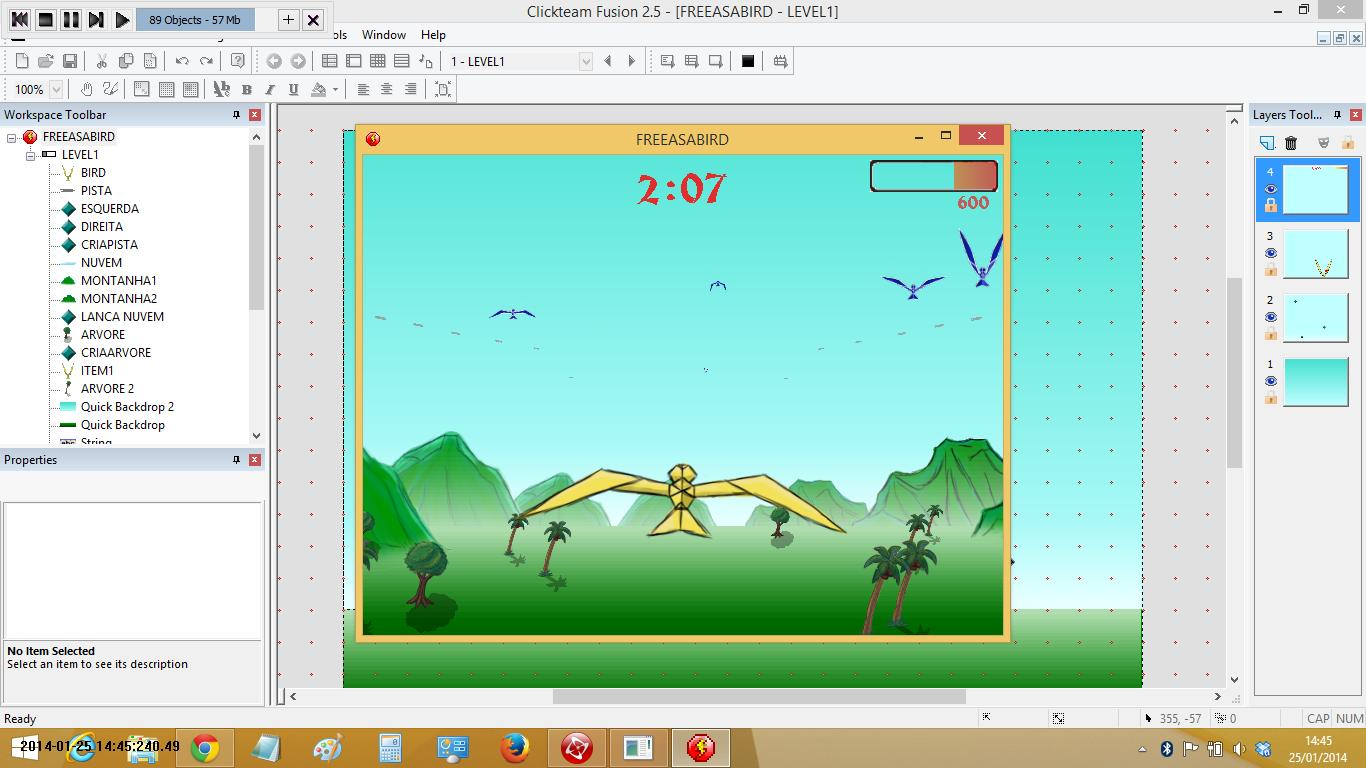 Clickteam Fusion 2.5 - [FREEASABIRD - LEVEL1]
89 Objects - 57 Mb
ols Window Help
1 - LEVEL1
100%
B I U
Workspace Toolbar
FREEASABIRD
LEVEL1
BIRD
PISTA
ESQUERDA
DIREITA
CRIAPISTA
NUVEM
MONTANHA1
MONTANHA2
LANCA NUVEM
ARVORE
CRIAARVORE
ITEM1
ARVORE 2
Quick Backdrop 2
Quick Backdrop
String
Properties
No Item Selected
Select an item to see its description
FREEASABIRD
2:07
600
Layers Tool...
4
3
2
1
Ready
355, -57
0
CAP NUM
2014-01-25 14:45:240.49
14:45
25/01/2014